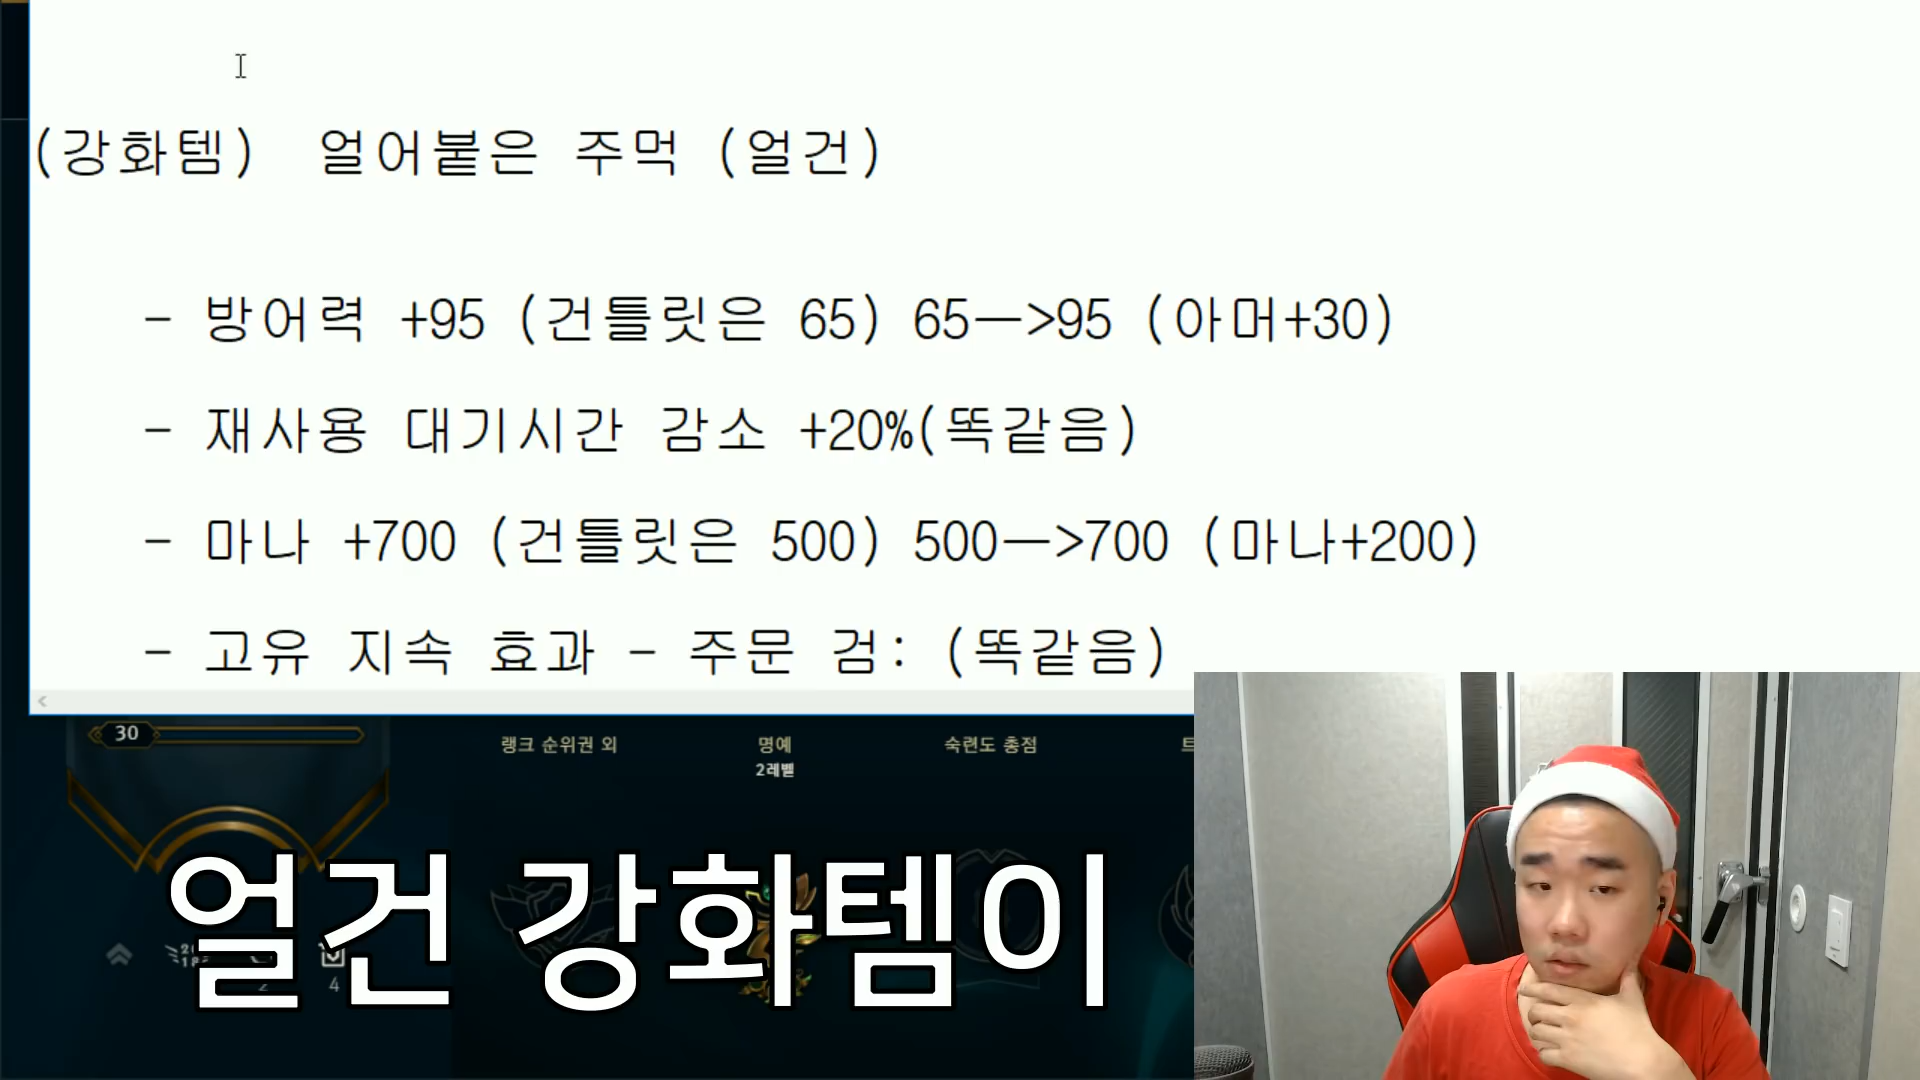 (강화템)  얼어붙은 주먹 (얼건)
- 방어력 +95 (건틀릿은 65) 65—>95 (아머+30)
- 재사용 대기시간 감소 +20%(똑같음)
- 마나 +700 (건틀릿은 500) 500—>700 (마나+200)
- 고유 지속 효과 - 주문 검: (똑같음)
30
랭크 순위권 외
명예
숙련도 총점
2레벨
얼건 강화템이
2
4